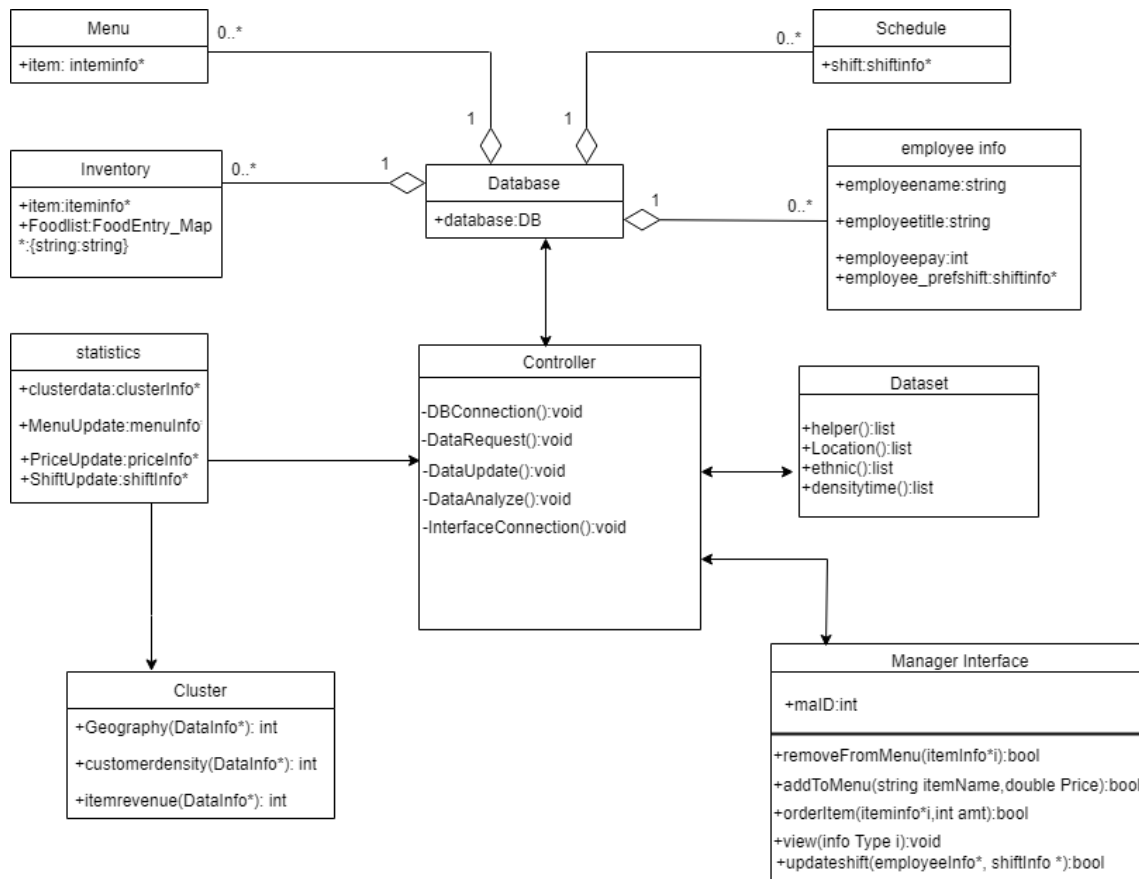 Menu
+item: inteminfo*
0..*
1
Schedule
+shift:shiftinfo*
0..*
1
Inventory
+item:iteminfo*
+Foodlist:FoodEntry_Map
*:{string:string}
0..*
1
Database
+database:DB
1
0..*
employee info
+employeename:string
+employeetitle:string
+employeepay:int
+employee_prefshift:shiftinfo*
statistics
+clusterdata:clusterInfo*
+MenuUpdate:menuInfo
+PriceUpdate:priceInfo*
+ShiftUpdate:shiftInfo*
Controller
-DBConnection():void
-DataRequest():void
-DataUpdate():void
-DataAnalyze():void
-InterfaceConnection():void
Dataset
+helper():list
+Location():list
+ethnic():list
+densitytime():list
Cluster
+Geography(DataInfo*): int
+customerdensity(DataInfo*): int
+itemrevenue(DataInfo*): int
Manager Interface
+maID:int
+removeFromMenu(itemInfo*i):bool
+addToMenu(string itemName,double Price):bool
+orderItem(iteminfo*i,int amt):bool
+view(info Type i):void
+updateshift(employeeInfo*, shiftInfo *):bool